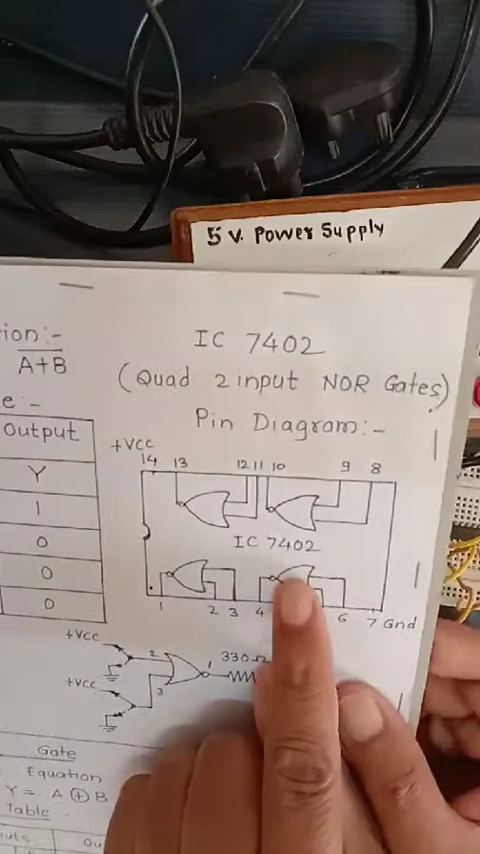 5 V. Power Supply
IC 7402
(Quad 2 input NOR Gates)
Pin Diagram:-
ion:-
A+B
e:-
Output
Y
1
0
0
0
+VCC
14 13 12 11 10 9 8
IC 7402
1 2 3 4 6 7 Gnd
+VCC
2
1
330Ω
+VCC
3
Gate
Equation
Y = A ⊕ B
Table